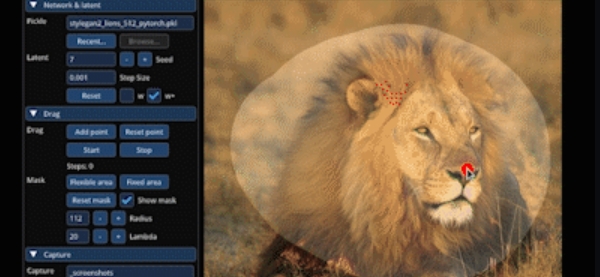 Network & latent
Pickle stylegan2_lions_512_pytorch.pkl
Recent... Browse...
Latent 7 - + Seed
0.001 Step Size
Reset w w+
Drag
Drag Add point Reset point
Start Stop
Steps: 0
Mask Flexible area Fixed area
Reset mask Show mask
112 - + Radius
20 - + Lambda
Capture
Capture _screenshots